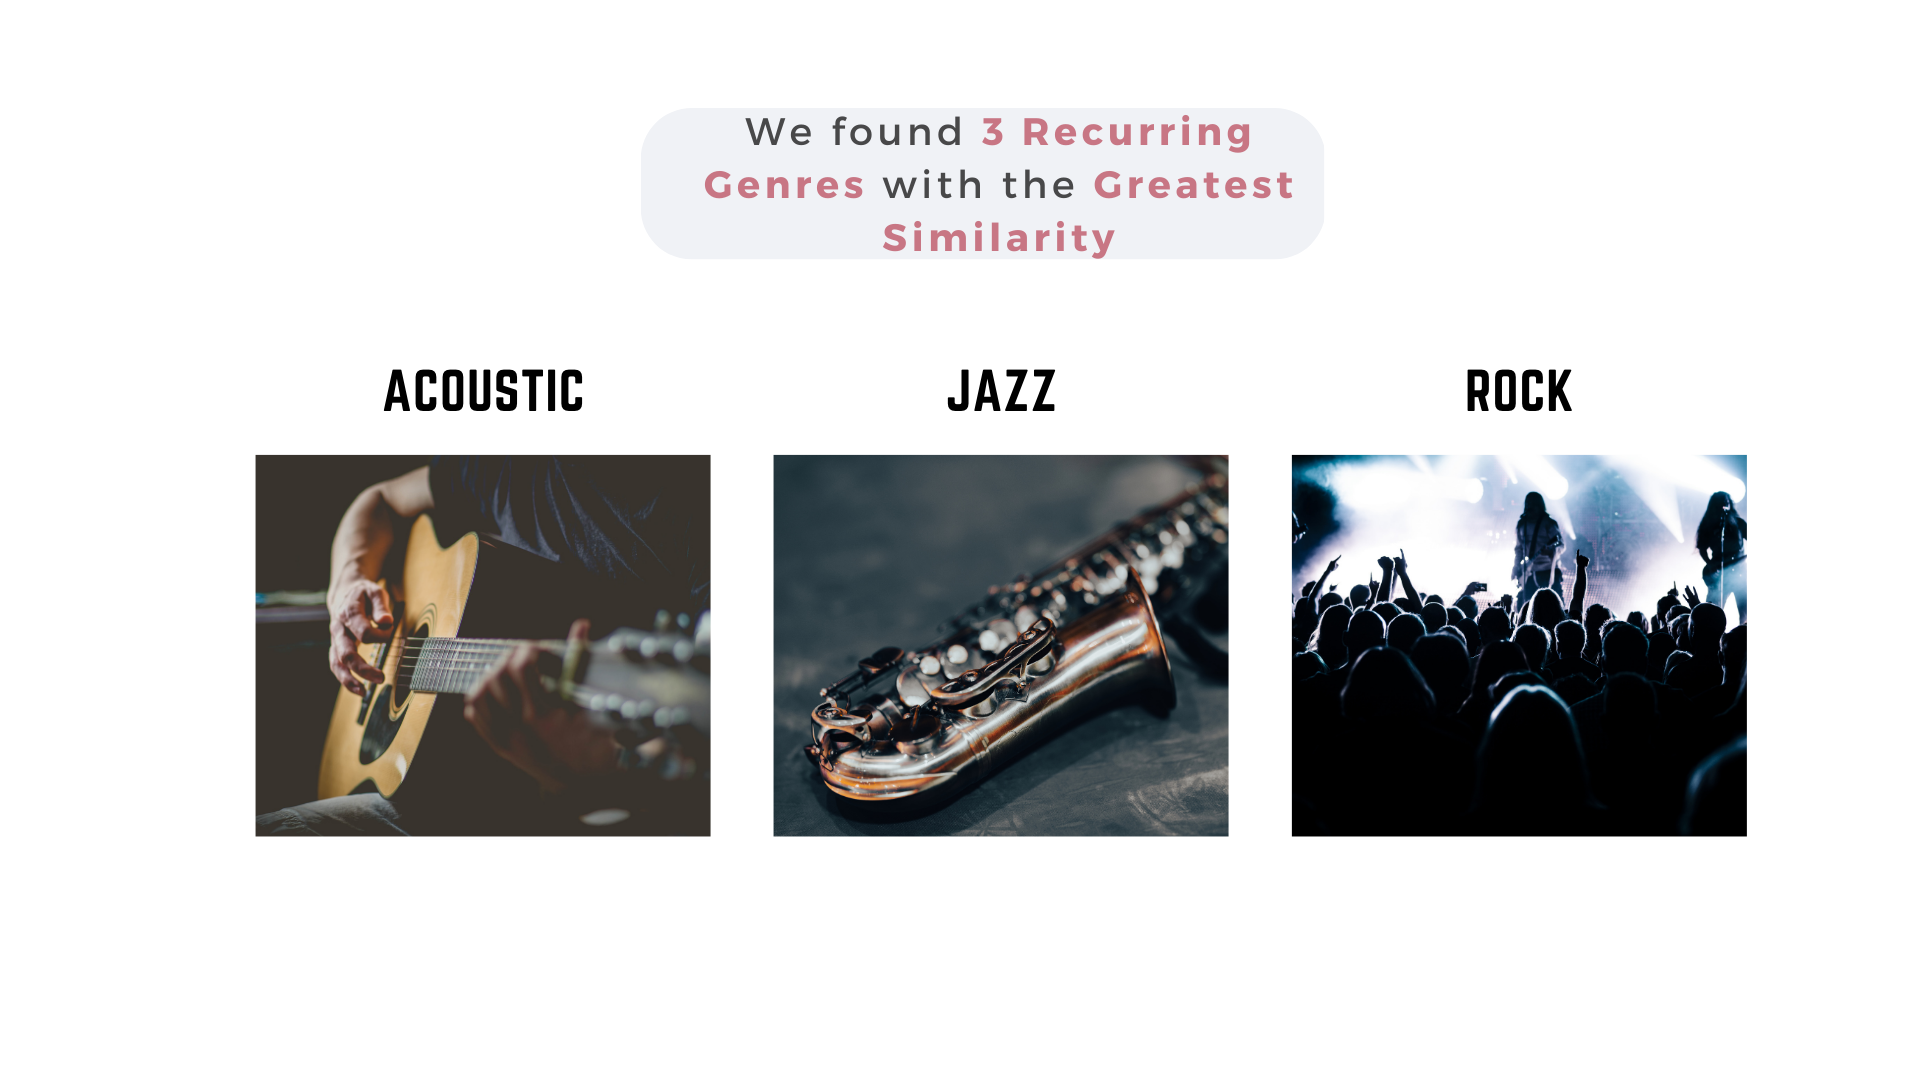 We found 3 Recurring
Genres with the Greatest
Similarity
ACOUSTIC
JAZZ
ROCK